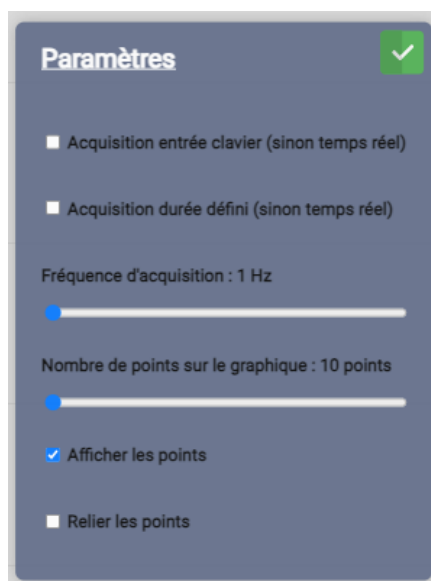 Paramètres
Acquisition entrée clavier (sinon temps réel)
Acquisition durée défini (sinon temps réel)
Fréquence d'acquisition : 1 Hz
Nombre de points sur le graphique : 10 points
Afficher les points
Relier les points